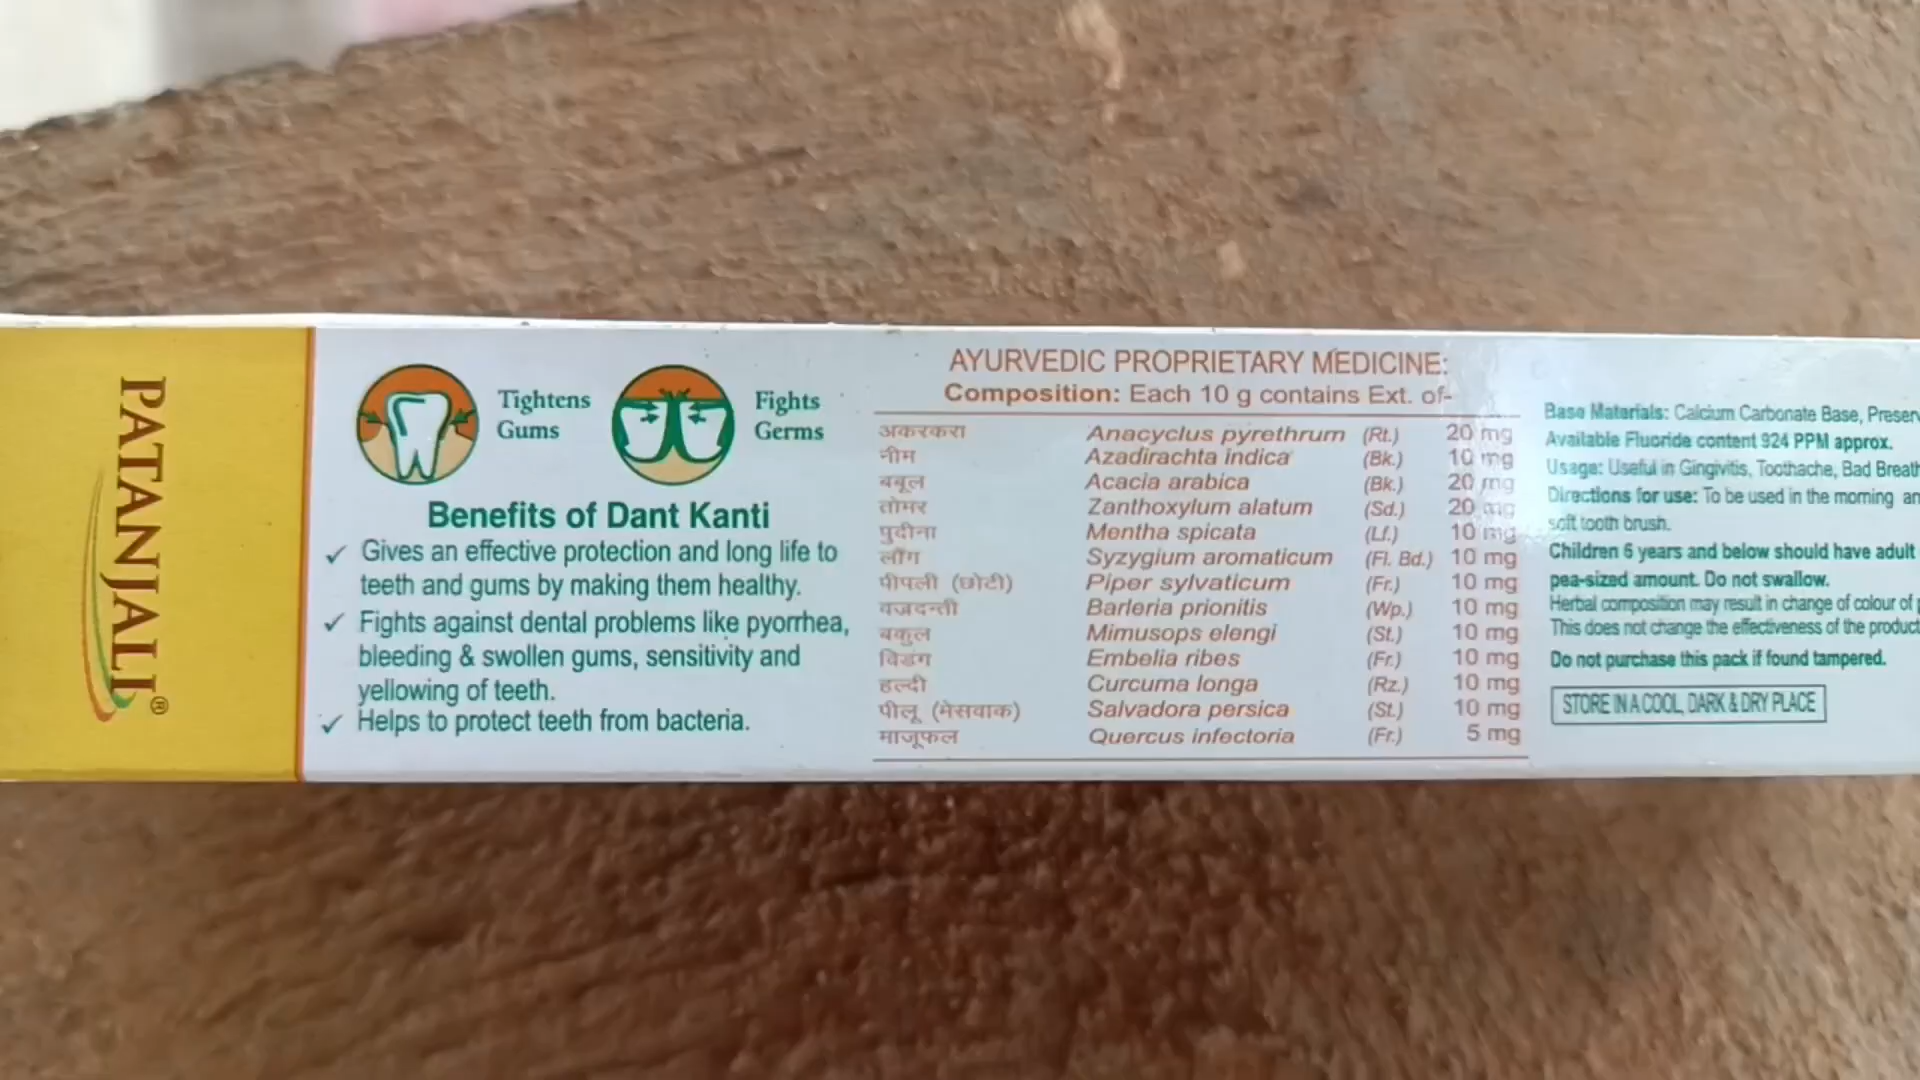 PATANJALI®
Tightens
Gums
Fights
Germs
Benefits of Dant Kanti
✓ Gives an effective protection and long life to
teeth and gums by making them healthy.
✓ Fights against dental problems like pyorrhea,
bleeding & swollen gums, sensitivity and
yellowing of teeth.
✓ Helps to protect teeth from bacteria.
AYURVEDIC PROPRIETARY MEDICINE:
Composition: Each 10 g contains Ext. of-
अकरकरा Anacyclus pyrethrum (Rt.) 20 mg
नीम Azadirachta indica (Bk.) 10 mg
बबूल Acacia arabica (Bk.) 20 mg
तोमर Zanthoxylum alatum (Sd.) 20 mg
पुदीना Mentha spicata (Lf.) 10 mg
लौंग Syzygium aromaticum (Fl. Bd.) 10 mg
पीपली (छोटी) Piper sylvaticum (Fr.) 10 mg
वज्रदन्ती Barleria prionitis (Wp.) 10 mg
बकुल Mimusops elengi (St.) 10 mg
विडंग Embelia ribes (Fr.) 10 mg
हल्दी Curcuma longa (Rz.) 10 mg
पीलू (मेसवाक) Salvadora persica (St.) 10 mg
माजूफल Quercus infectoria (Fr.) 5 mg
Base Materials: Calcium Carbonate Base,
Available Fluoride content 924 PPM approx.
Usage: Useful in Gingivitis, Toothache, Bad Breath
Directions for use: To be used in the morning
soft tooth brush.
Children 6 years and below should have adult
pea-sized amount. Do not swallow.
Herbal composition may result in change of colour of
This does not change the effectiveness of the product
Do not purchase this pack if found tampered.
STORE IN A COOL, DARK & DRY PLACE